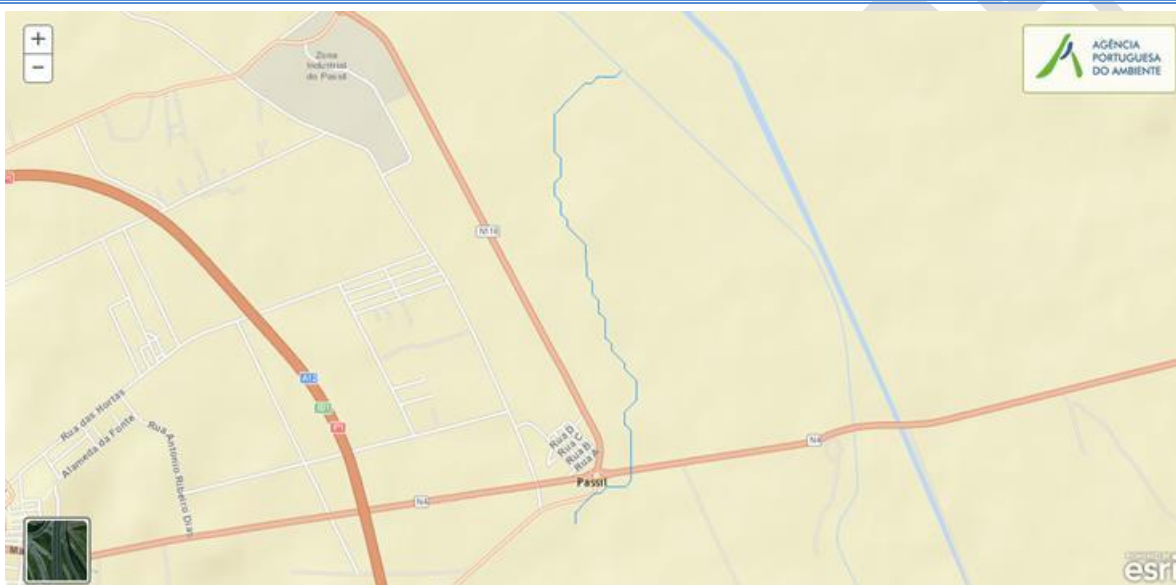 +
−
Zona
Industrial
do Passil
AGÊNCIA
PORTUGUESA
DO AMBIENTE
N118
A12
Rua das Hortas
Alameda da Fonte
Rua António Ribeiro Dias
Rua D
Rua C
Rua B
Rua A
N4
Passil
N4
esri